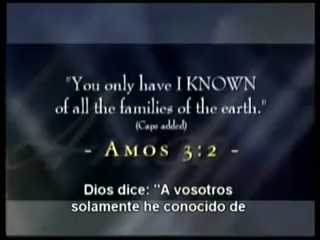 "You only have I KNOWN
of all the families of the earth."
(Caps added)
- AMOS 3:2 -
Dios dice: "A vosotros
solamente he conocido de